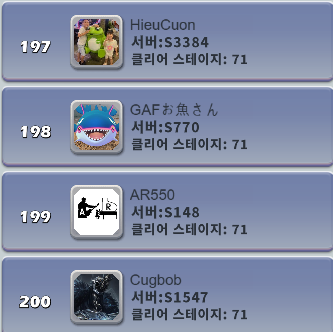 197
HieuCuon
서버:S3384
클리어 스테이지: 71
198
GAFお魚さん
서버:S770
클리어 스테이지: 71
199
AR550
서버:S148
클리어 스테이지: 71
200
Cugbob
서버:S1547
클리어 스테이지: 71